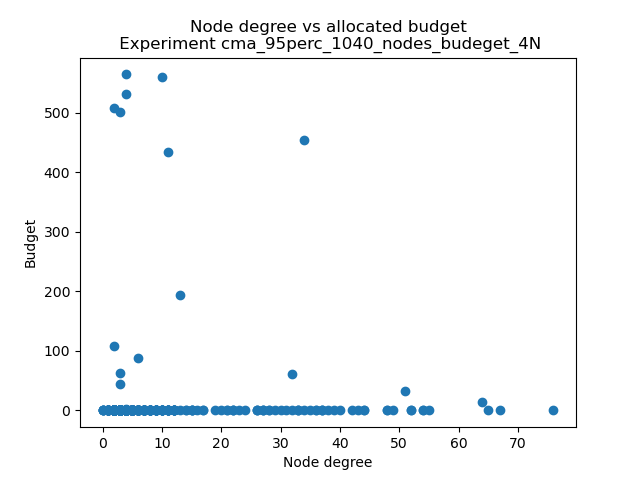 Node degree vs allocated budget
Experiment cma_95perc_1040_nodes_budeget_4N
500
400
300
200
100
0
Budget
0 10 20 30 40 50 60 70
Node degree